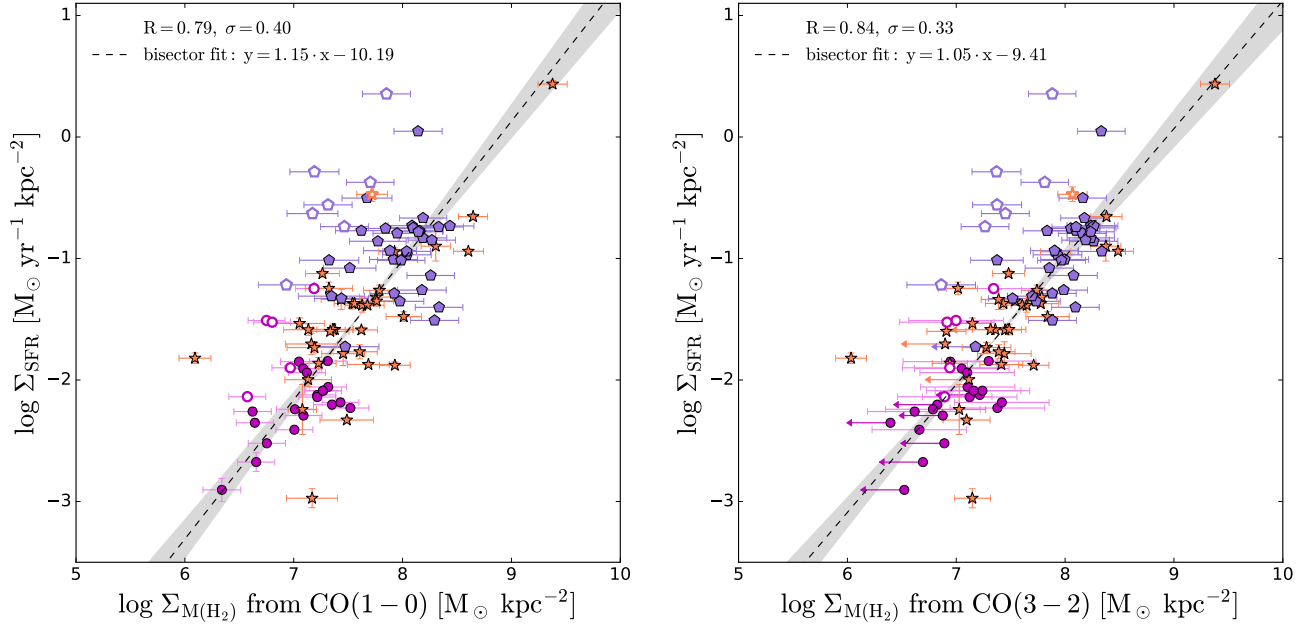 R = 0.79, σ = 0.40
bisector fit : y = 1.15 · x − 10.19
1
0
−1
−2
−3
log Σ_SFR [M_⊙ yr⁻¹ kpc⁻²]
5 6 7 8 9 10
log Σ_M(H₂) from CO(1 − 0) [M_⊙ kpc⁻²]
R = 0.84, σ = 0.33
bisector fit : y = 1.05 · x − 9.41
1
0
−1
−2
−3
log Σ_SFR [M_⊙ yr⁻¹ kpc⁻²]
5 6 7 8 9 10
log Σ_M(H₂) from CO(3 − 2) [M_⊙ kpc⁻²]